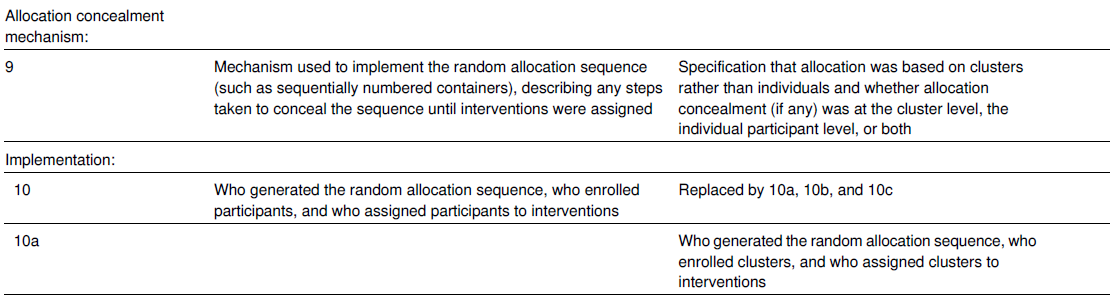 Allocation concealment
mechanism:
9
Mechanism used to implement the random allocation sequence
(such as sequentially numbered containers), describing any steps
taken to conceal the sequence until interventions were assigned
Specification that allocation was based on clusters
rather than individuals and whether allocation
concealment (if any) was at the cluster level, the
individual participant level, or both
Implementation:
10
Who generated the random allocation sequence, who enrolled
participants, and who assigned participants to interventions
Replaced by 10a, 10b, and 10c
10a
Who generated the random allocation sequence, who
enrolled clusters, and who assigned clusters to
interventions